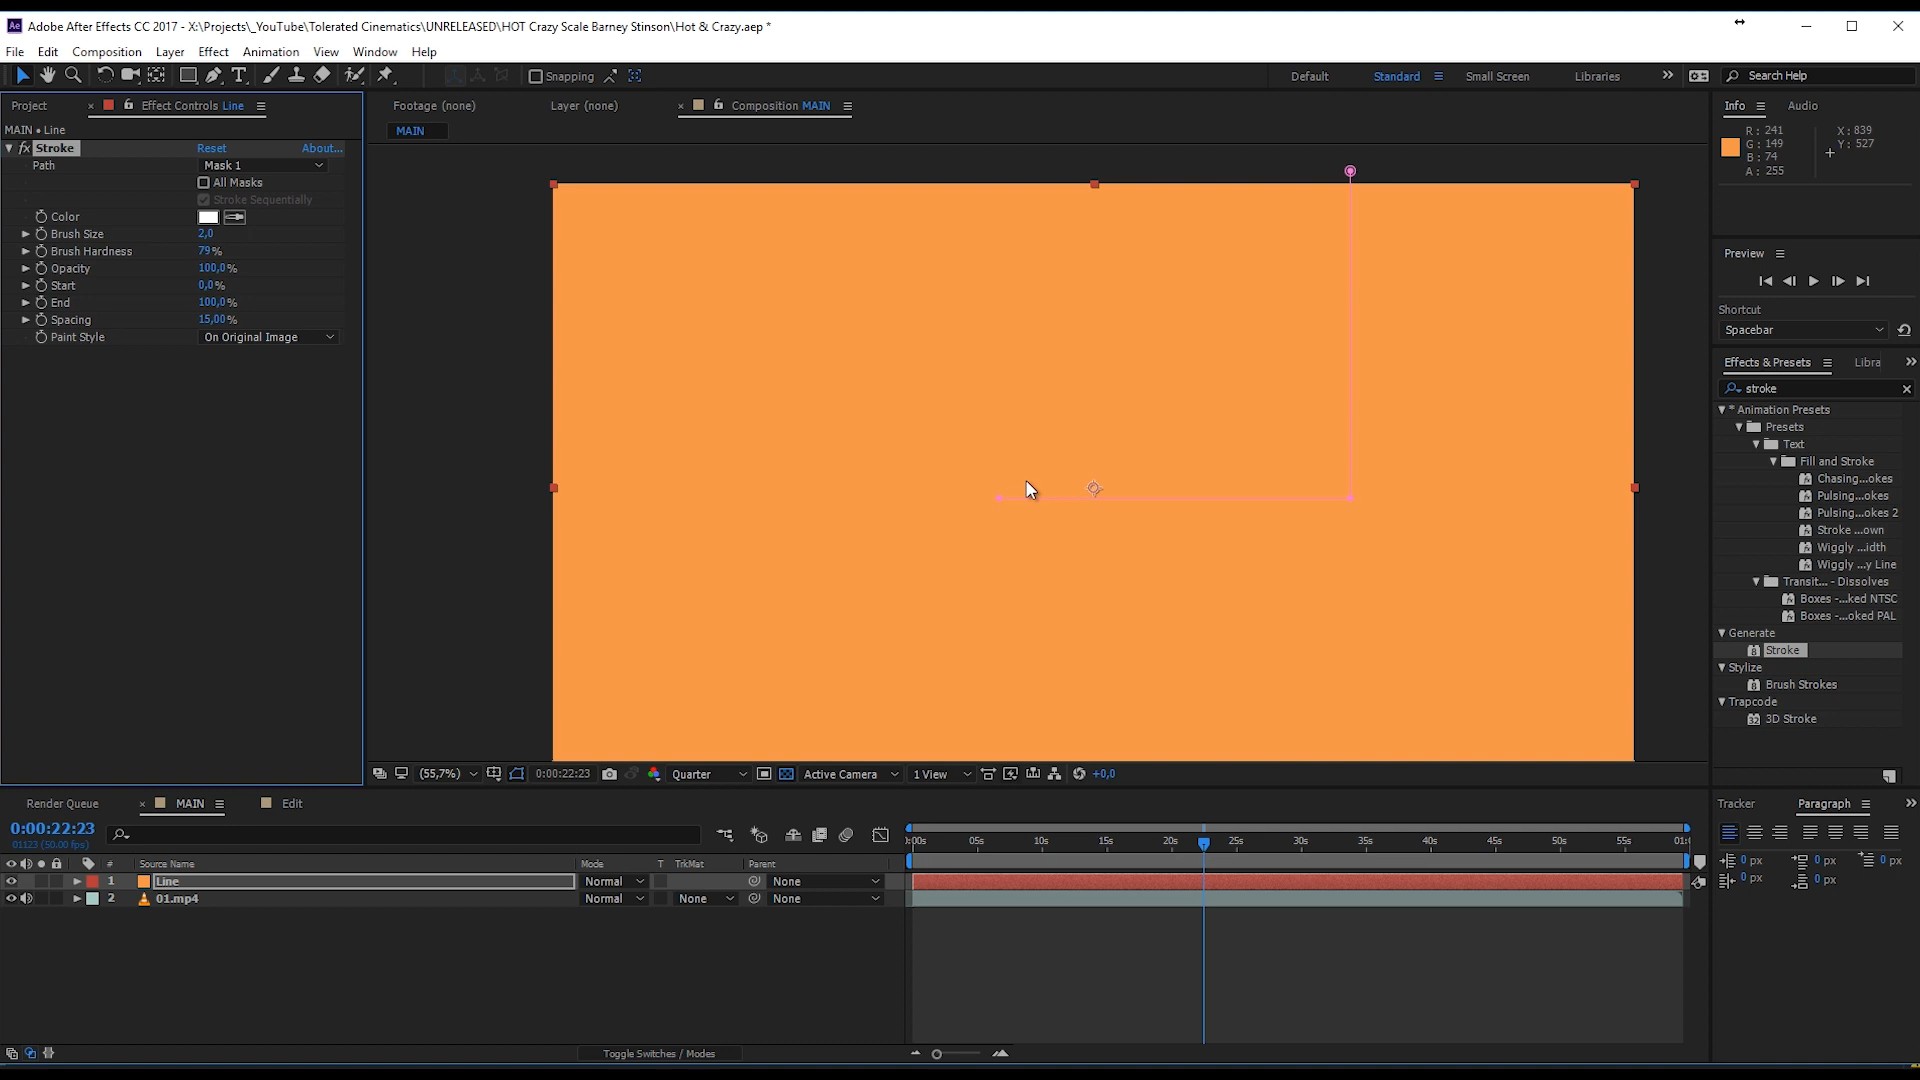 Adobe After Effects CC 2017 - X:\Projects\_YouTube\Tolerated Cinematics\UNRELEASED\HOT Crazy Scale Barney Stinson\Hot & Crazy.aep *
File Edit Composition Layer Effect Animation View Window Help
Snapping Default Standard Small Screen Libraries Search Help
Project Effect Controls Line Footage (none) Layer (none) Composition MAIN Info Audio
MAIN • Line
MAIN
R: 241 X: 839
G: 149 Y: 527
B: 74
A: 255
fx Stroke Reset About...
Path Mask 1
All Masks
Stroke Sequentially
Color
Brush Size 2,0
Brush Hardness 79%
Opacity 100,0%
Start 0,0%
End 100,0%
Spacing 15,00%
Paint Style On Original Image
Preview
Shortcut
Spacebar
Effects & Presets Libra
stroke
* Animation Presets
Presets
Text
Fill and Stroke
Chasing...okes
Pulsing...okes
Pulsing...okes 2
Stroke ...own
Wiggly ...idth
Wiggly ...y Line
Transit... - Dissolves
Boxes -...ked NTSC
Boxes -...oked PAL
Generate
Stroke
Stylize
Brush Strokes
Trapcode
3D Stroke
(55,7%) 0:00:22:23 Quarter Active Camera 1 View +0,0
Render Queue MAIN Edit Tracker Paragraph
0:00:22:23
01123 (50.00 fps)
:00s 05s 10s 15s 20s 25s 30s 35s 40s 45s 50s 55s 01:0
# Source Name Mode T TrkMat Parent
1 Line Normal None
2 01.mp4 Normal None None
0 px 0 px 0 px
0 px 0 px
Toggle Switches / Modes